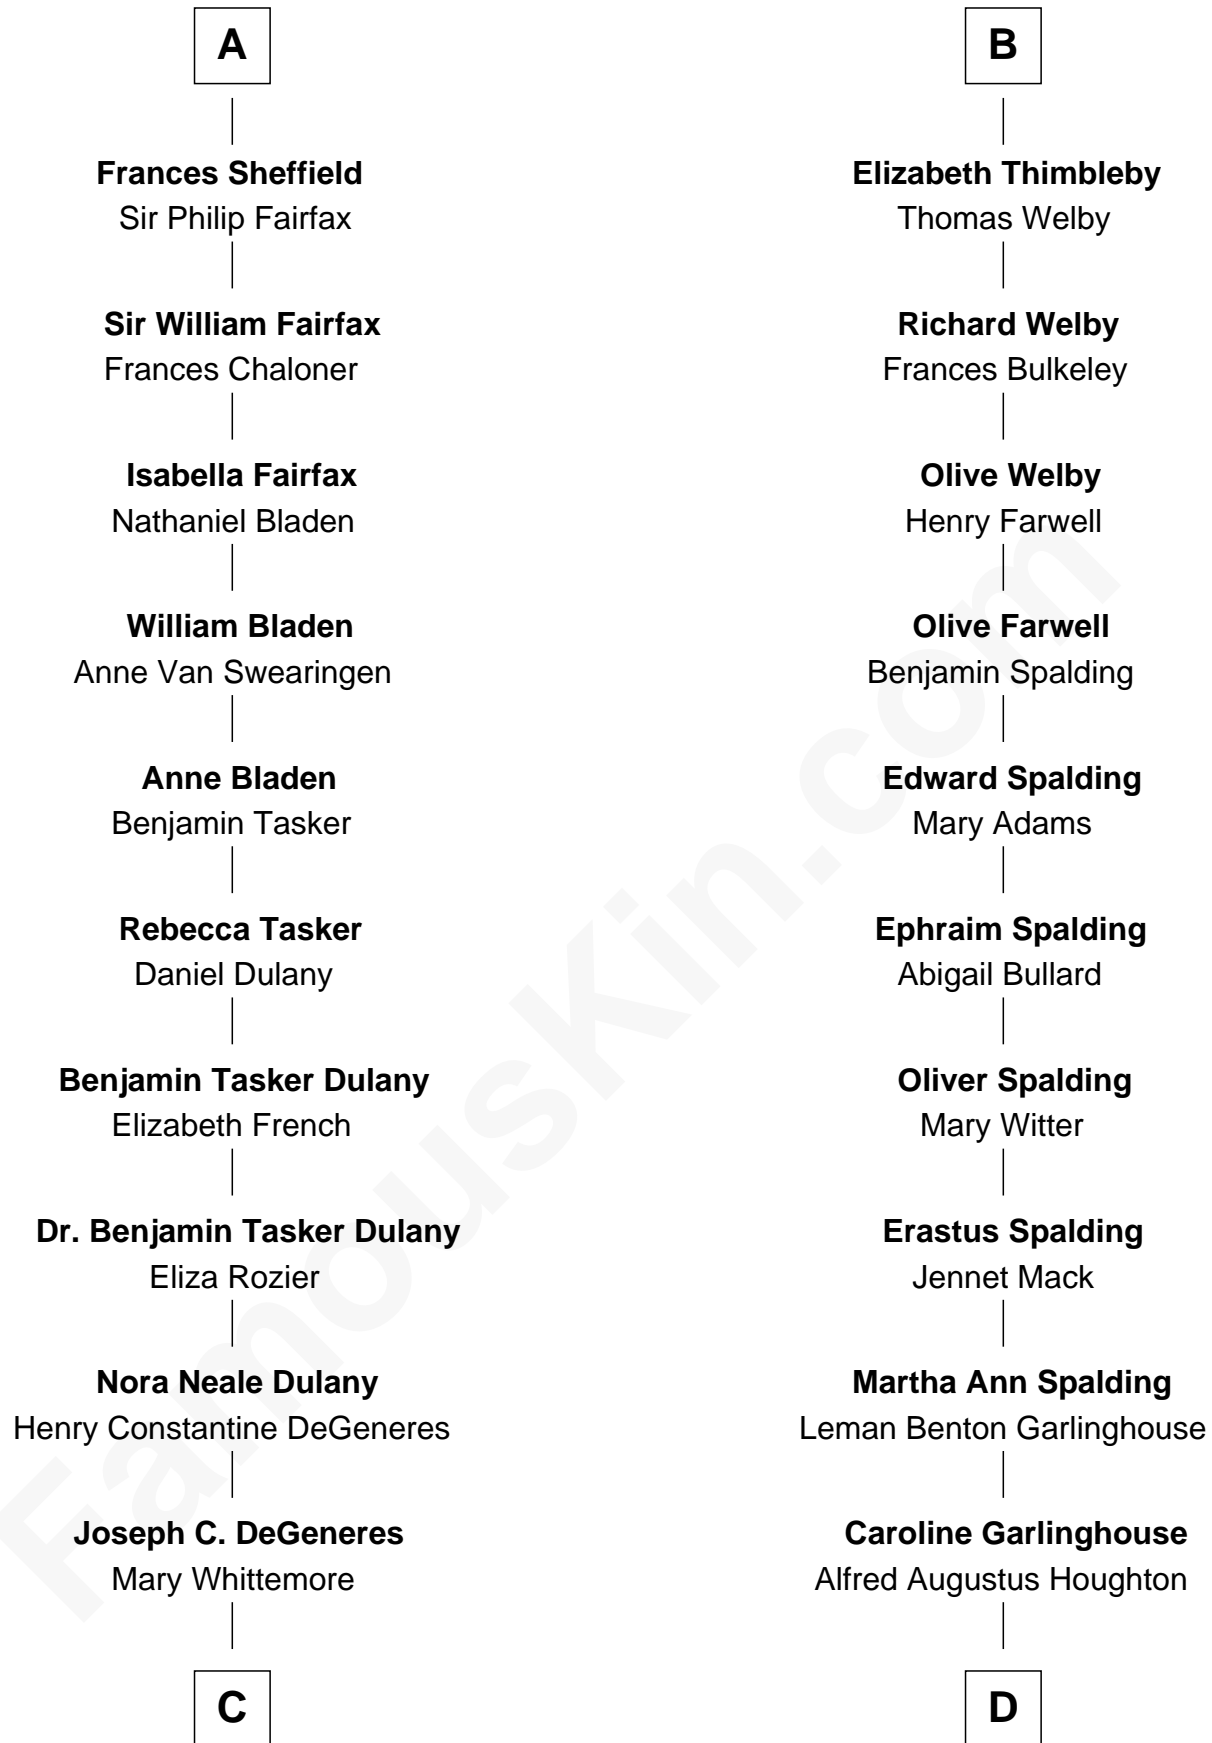 A
Frances Sheffield
Sir Philip Fairfax
Sir William Fairfax
Frances Chaloner
Isabella Fairfax
Nathaniel Bladen
William Bladen
Anne Van Swearingen
Anne Bladen
Benjamin Tasker
Rebecca Tasker
Daniel Dulany
Benjamin Tasker Dulany
Elizabeth French
Dr. Benjamin Tasker Dulany
Eliza Rozier
Nora Neale Dulany
Henry Constantine DeGeneres
Joseph C. DeGeneres
Mary Whittemore
C
B
Elizabeth Thimbleby
Thomas Welby
Richard Welby
Frances Bulkeley
Olive Welby
Henry Farwell
Olive Farwell
Benjamin Spalding
Edward Spalding
Mary Adams
Ephraim Spalding
Abigail Bullard
Oliver Spalding
Mary Witter
Erastus Spalding
Jennet Mack
Martha Ann Spalding
Leman Benton Garlinghouse
Caroline Garlinghouse
Alfred Augustus Houghton
D
FamousKin.com